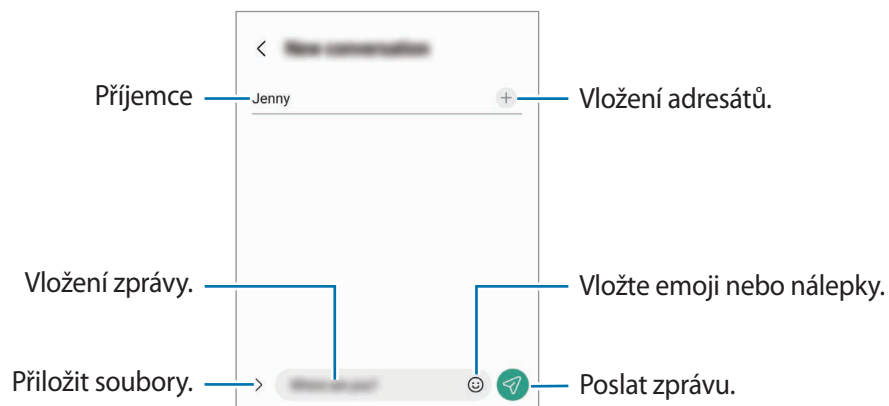 Příjemce
Jenny
Vložení adresátů.
Vložení zprávy.
Vložte emoji nebo nálepky.
Přiložit soubory.
Poslat zprávu.